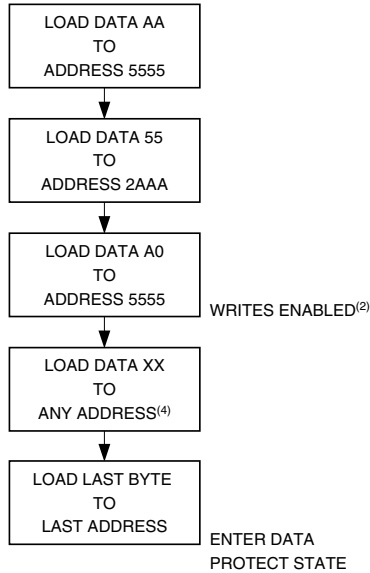 LOAD DATA AA
TO
ADDRESS 5555
LOAD DATA 55
TO
ADDRESS 2AAA
LOAD DATA A0
TO
ADDRESS 5555
WRITES ENABLED(2)
LOAD DATA XX
TO
ANY ADDRESS(4)
LOAD LAST BYTE
TO
LAST ADDRESS
ENTER DATA
PROTECT STATE